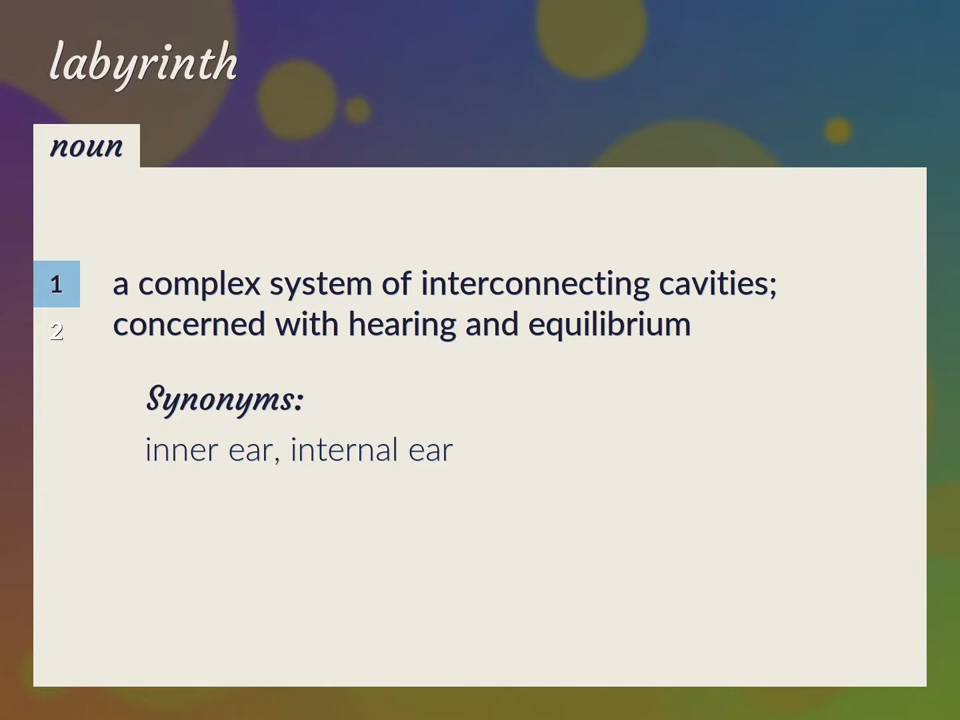 labyrinth
noun
1
a complex system of interconnecting cavities;
2
concerned with hearing and equilibrium
Synonyms:
inner ear, internal ear